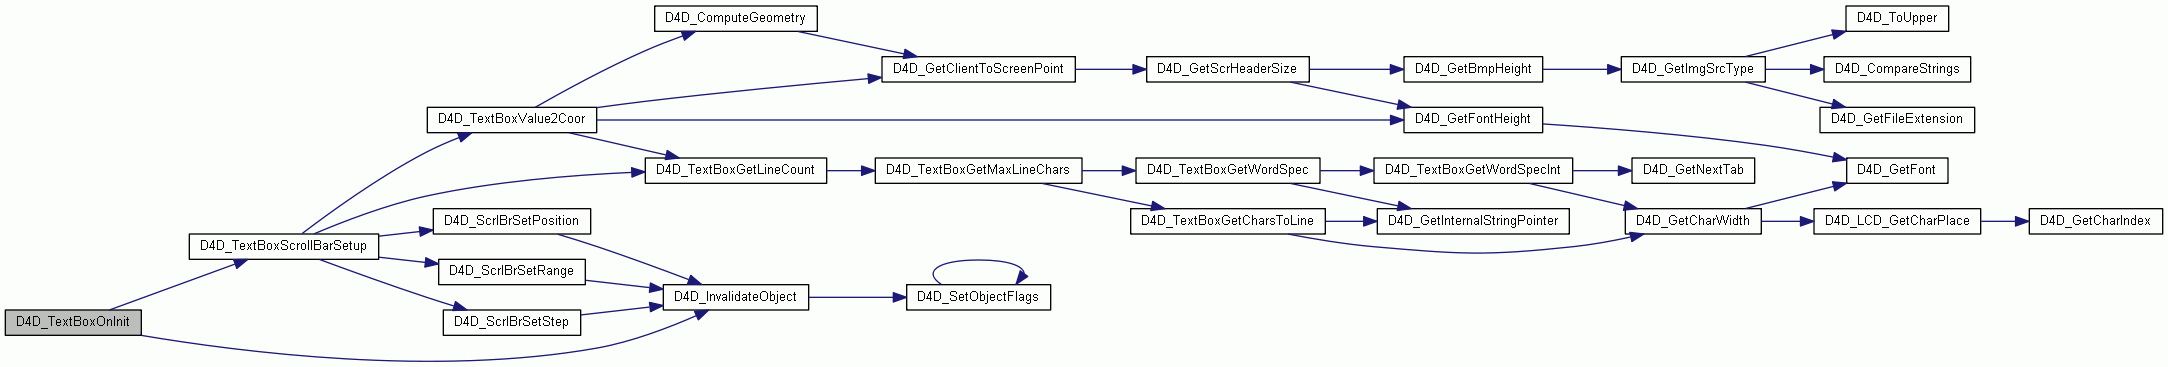 D4D_ComputeGeometry
D4D_ToUpper
D4D_GetClientToScreenPoint
D4D_GetScrHeaderSize
D4D_GetBmpHeight
D4D_GetImgSrcType
D4D_CompareStrings
D4D_TextBoxValue2Coor
D4D_GetFontHeight
D4D_GetFileExtension
D4D_TextBoxGetLineCount
D4D_TextBoxGetMaxLineChars
D4D_TextBoxGetWordSpec
D4D_TextBoxGetWordSpecInt
D4D_GetNextTab
D4D_GetFont
D4D_ScrlBrSetPosition
D4D_TextBoxGetCharsToLine
D4D_GetInternalStringPointer
D4D_GetCharWidth
D4D_LCD_GetCharPlace
D4D_GetCharIndex
D4D_TextBoxScrollBarSetup
D4D_ScrlBrSetRange
D4D_InvalidateObject
D4D_SetObjectFlags
D4D_TextBoxOnInit
D4D_ScrlBrSetStep